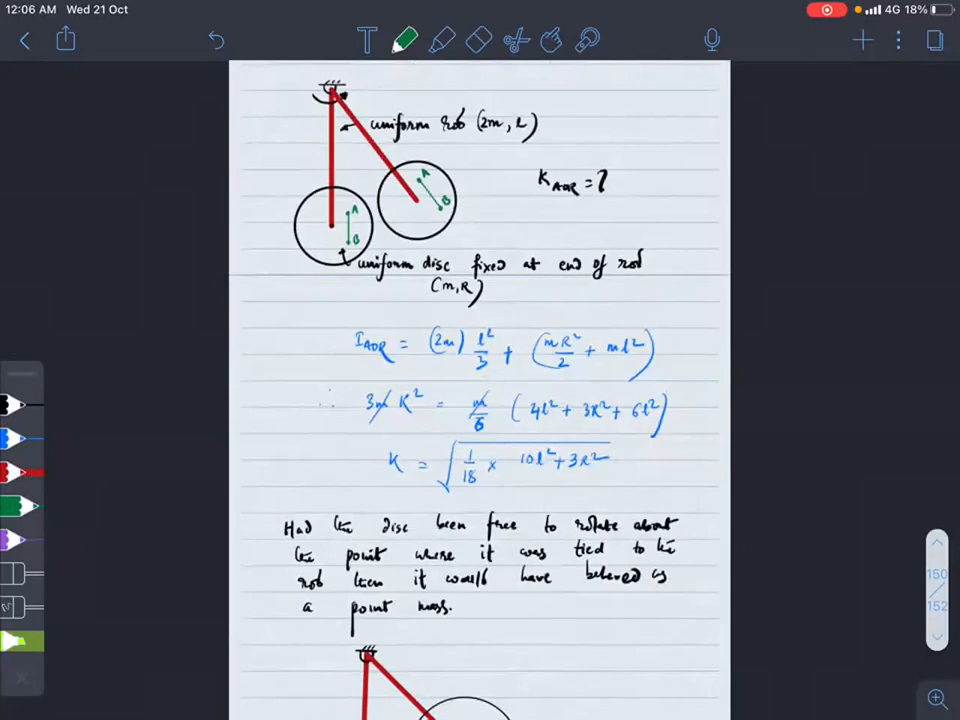 12:06 AM Wed 21 Oct
4G 18%
T
uniform rod (2m, l)
A
B
A
B
K_AOR = ?
uniform disc fixed at end of rod
(m,R)
I_AOR = (2m) l²/3 + (mR²/2 + ml²)
∴ 3m K² = m/6 (4l² + 3R² + 6l²)
K = √(1/18 × 10l² + 3R²)
Had the disc been free to rotate about
the point where it was tied to the
rod then it would have behaved as
a point mass.
150
152